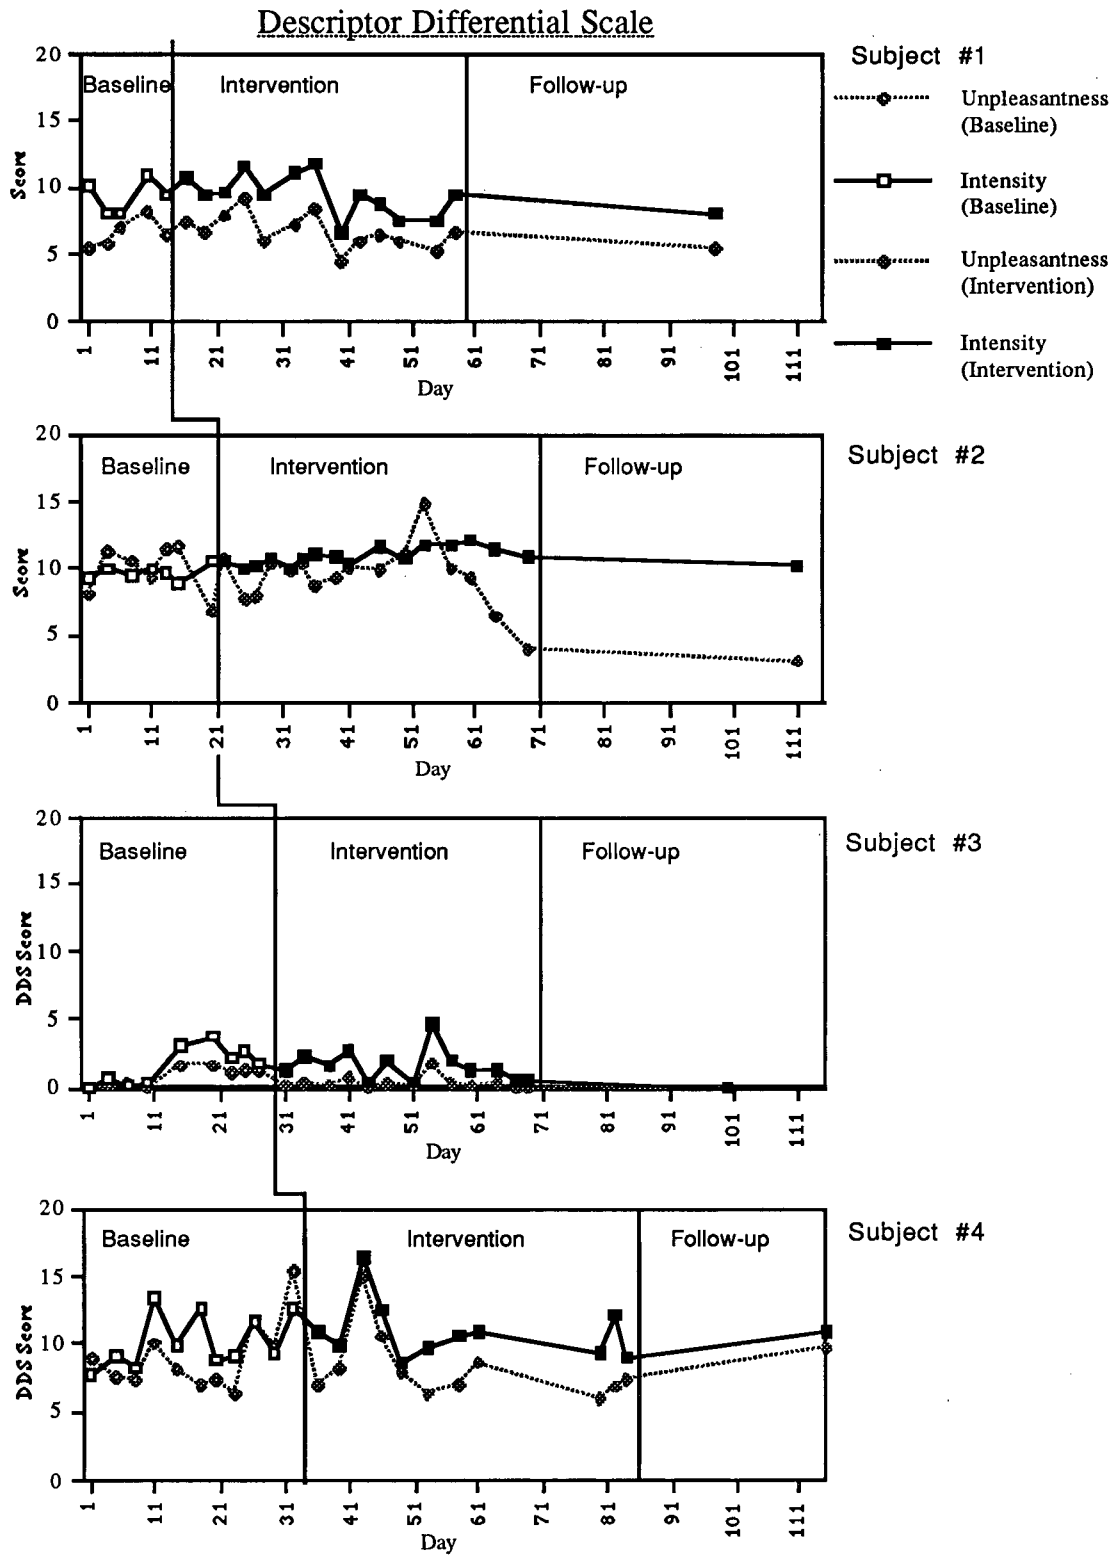 Descriptor Differential Scale
Subject #1
Unpleasantness
(Baseline)
Intensity
(Baseline)
Unpleasantness
(Intervention)
Intensity
(Intervention)
Baseline Intervention Follow-up
Score
20
15
10
5
0
1 11 21 31 41 51 61 71 81 91 101 111
Day
Subject #2
Baseline Intervention Follow-up
Score
20
15
10
5
0
1 11 21 31 41 51 61 71 81 91 101 111
Day
Subject #3
Baseline Intervention Follow-up
DDS Score
20
15
10
5
0
1 11 21 31 41 51 61 71 81 91 101 111
Day
Subject #4
Baseline Intervention Follow-up
DDS Score
20
15
10
5
0
1 11 21 31 41 51 61 71 81 91 101 111
Day